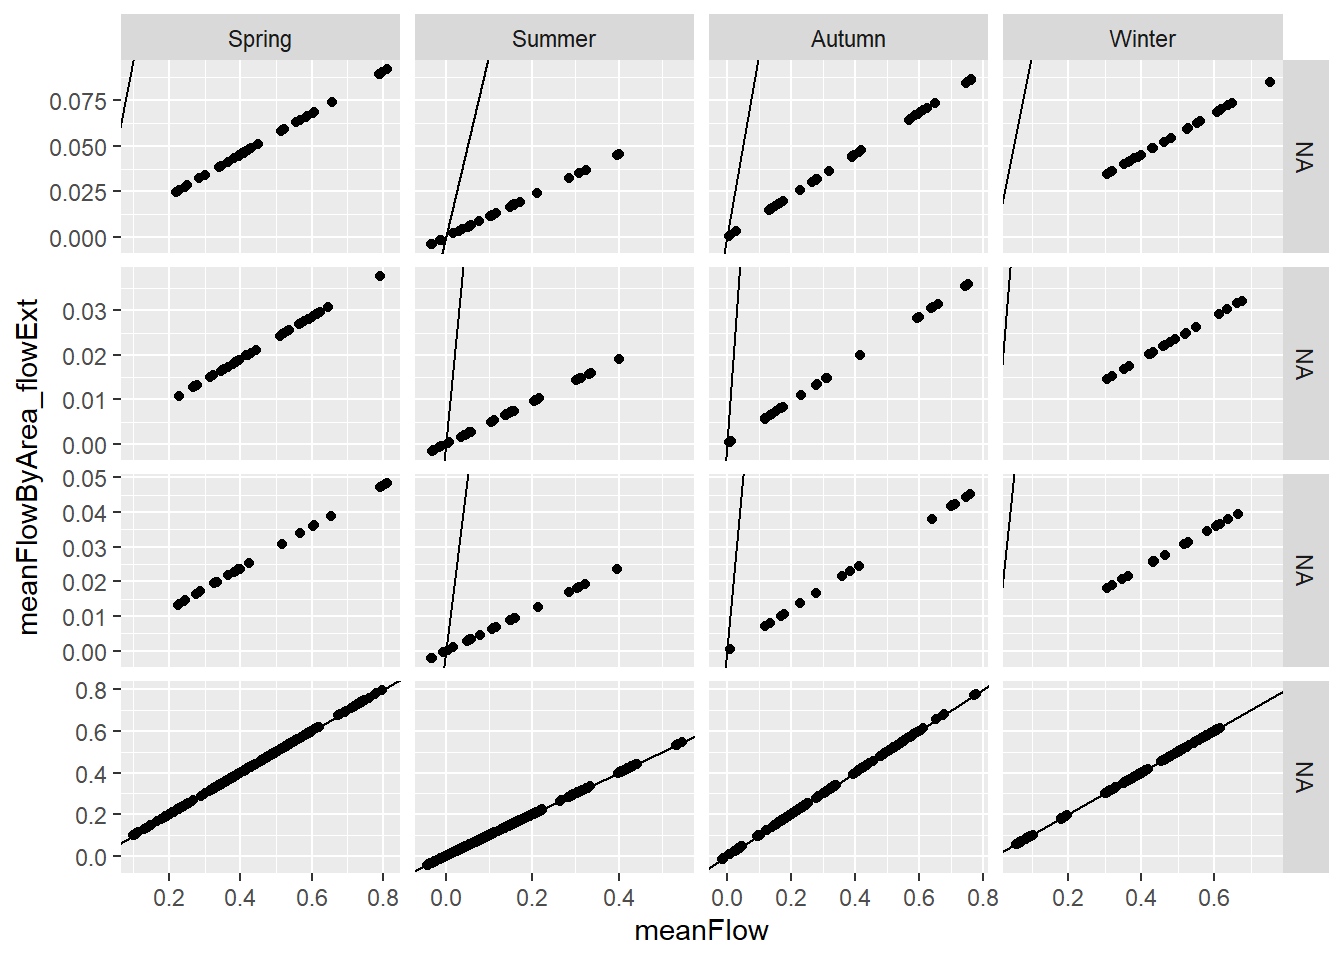 Spring Summer Autumn Winter
0.075
0.050
0.025
0.000
NA
0.03
0.02
0.01
0.00
NA
0.05
0.04
0.03
0.02
0.01
0.00
NA
0.8
0.6
0.4
0.2
0.0
NA
0.2 0.4 0.6 0.8 0.0 0.2 0.4 0.0 0.2 0.4 0.6 0.8 0.2 0.4 0.6
meanFlow
meanFlowByArea_flowExt